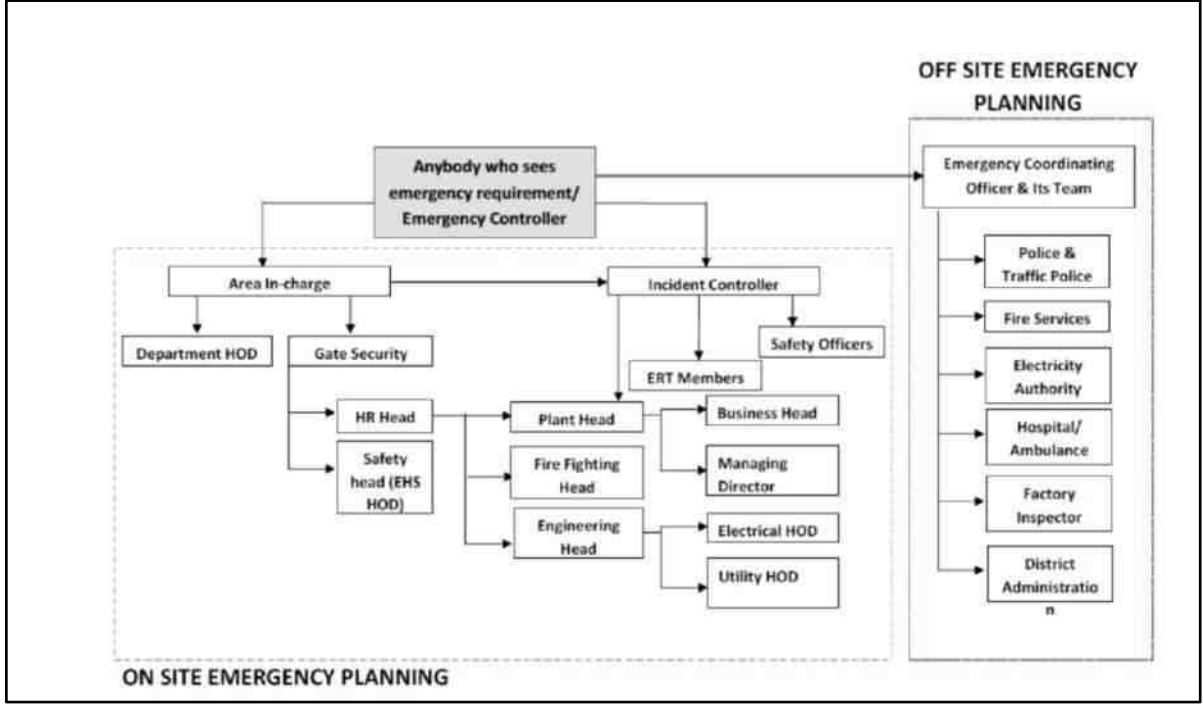 OFF SITE EMERGENCY
PLANNING
Anybody who sees
emergency requirement/
Emergency Controller
Emergency Coordinating
Officer & Its Team
Area In-charge
Incident Controller
Police &
Traffic Police
Department HOD
Gate Security
Safety Officers
Fire Services
ERT Members
Electricity
Authority
HR Head
Plant Head
Business Head
Hospital/
Ambulance
Safety
head (EHS
HOD)
Fire Fighting
Head
Managing
Director
Factory
Inspector
Engineering
Head
Electrical HOD
Utility HOD
District
Administratio
n
ON SITE EMERGENCY PLANNING